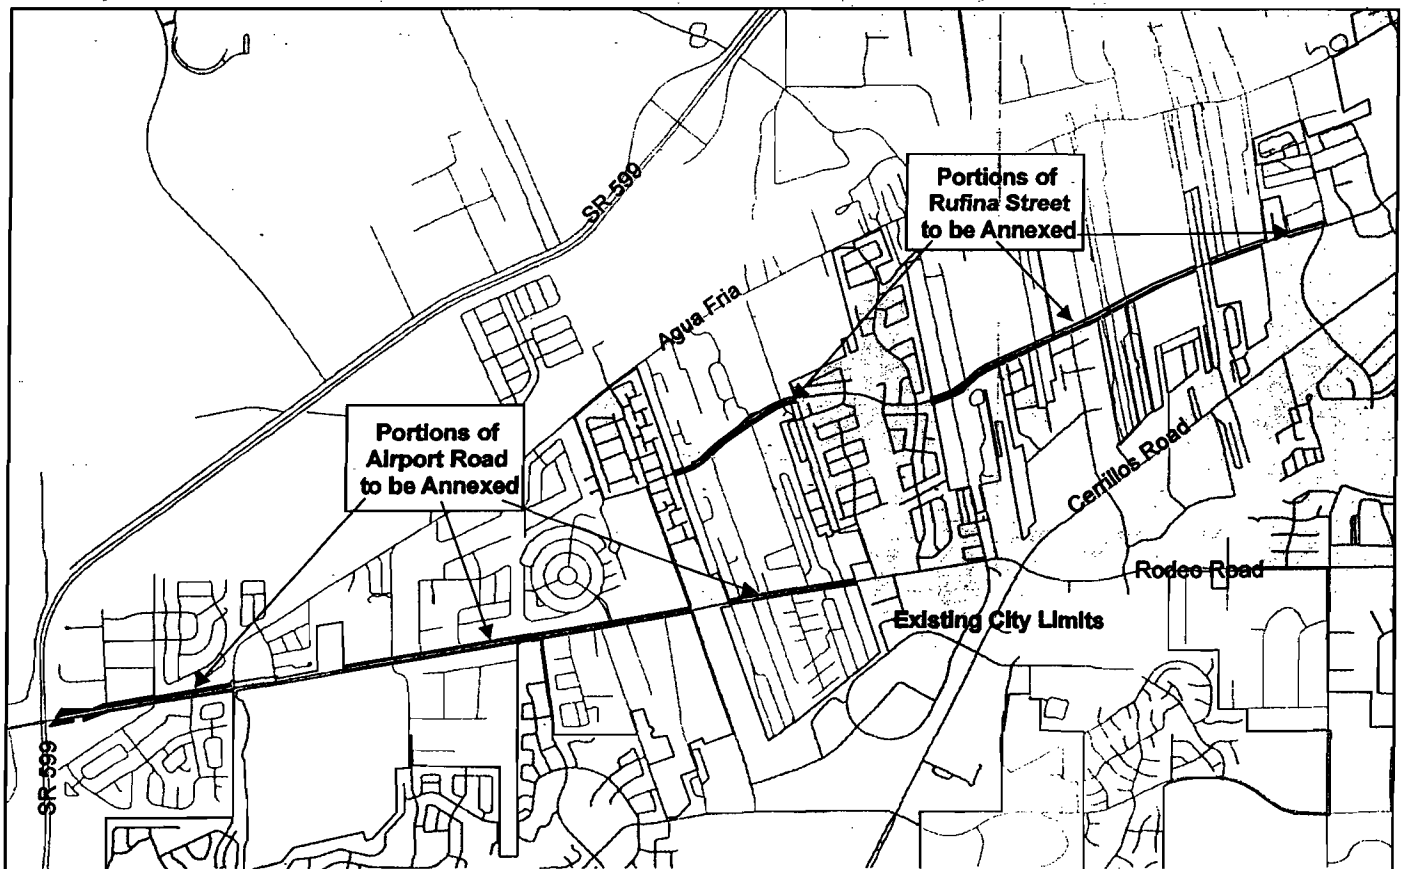 SR-599
Portions of
Rufina Street
to be Annexed
Agua Fria
Portions of
Airport Road
to be Annexed
Cerrillos Road
Rodeo Road
Existing City Limits
SR-599